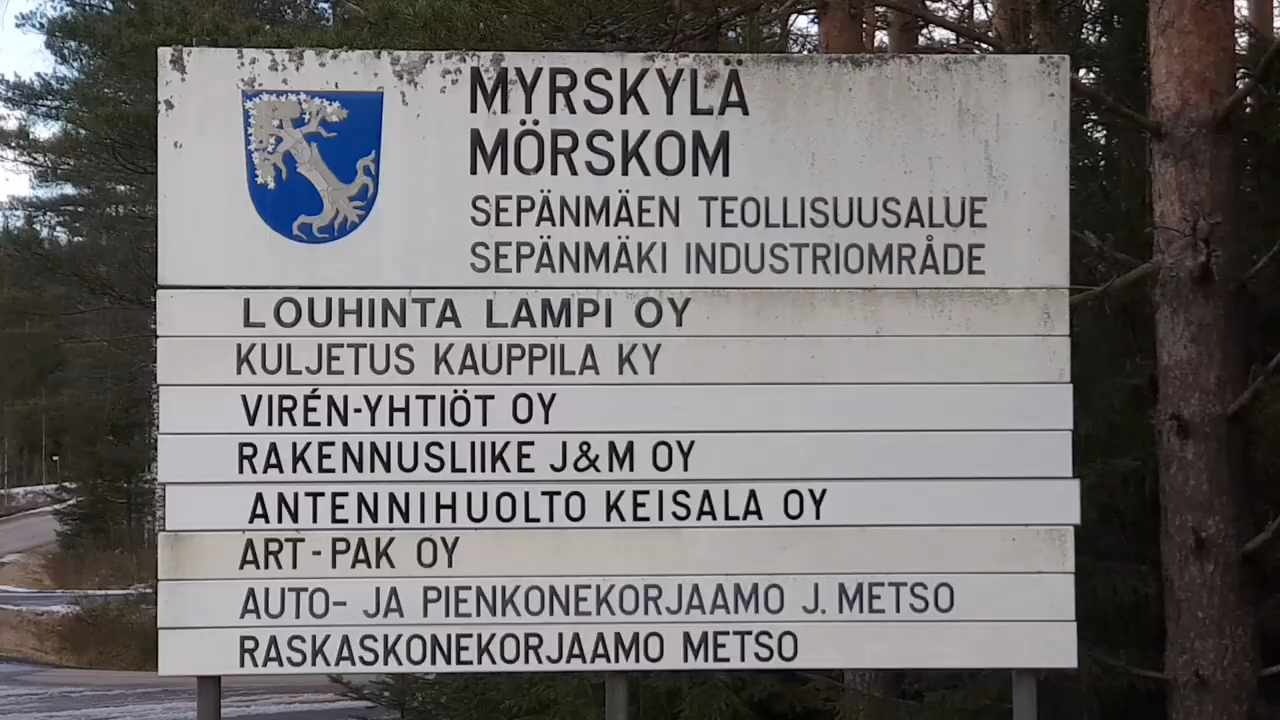 MYRSKYLÄ
MÖRSKOM
SEPÄNMÄEN TEOLLISUUSALUE
SEPÄNMÄKI INDUSTRIOMRÅDE
LOUHINTA LAMPI OY
KULJETUS KAUPPILA KY
VIRÉN-YHTIÖT OY
RAKENNUSLIIKE J&M OY
ANTENNIHUOLTO KEISALA OY
ART-PAK OY
AUTO- JA PIENKONEKORJAAMO J. METSO
RASKASKONEKORJAAMO METSO